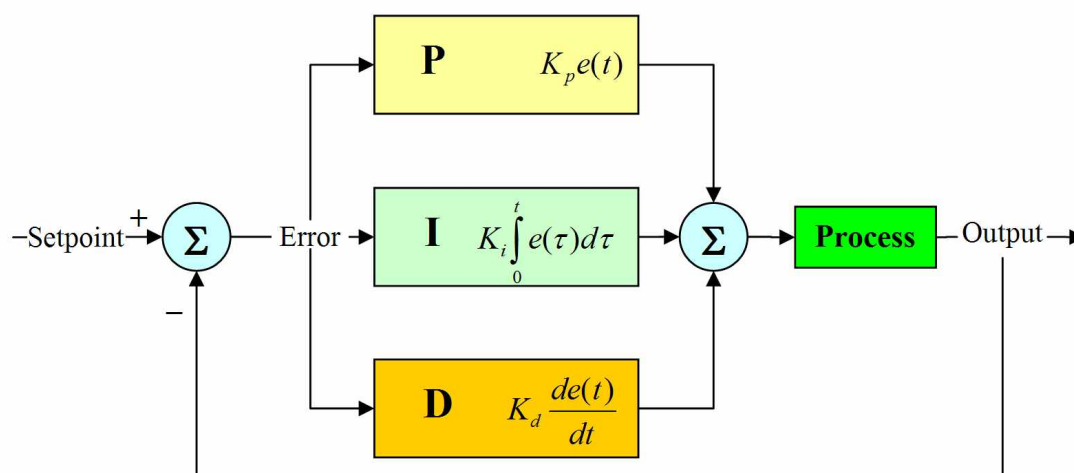 P K_p e(t)
Setpoint + Σ Error I K_i ∫_0^t e(τ)dτ Σ Process Output
−
D K_d de(t)/dt